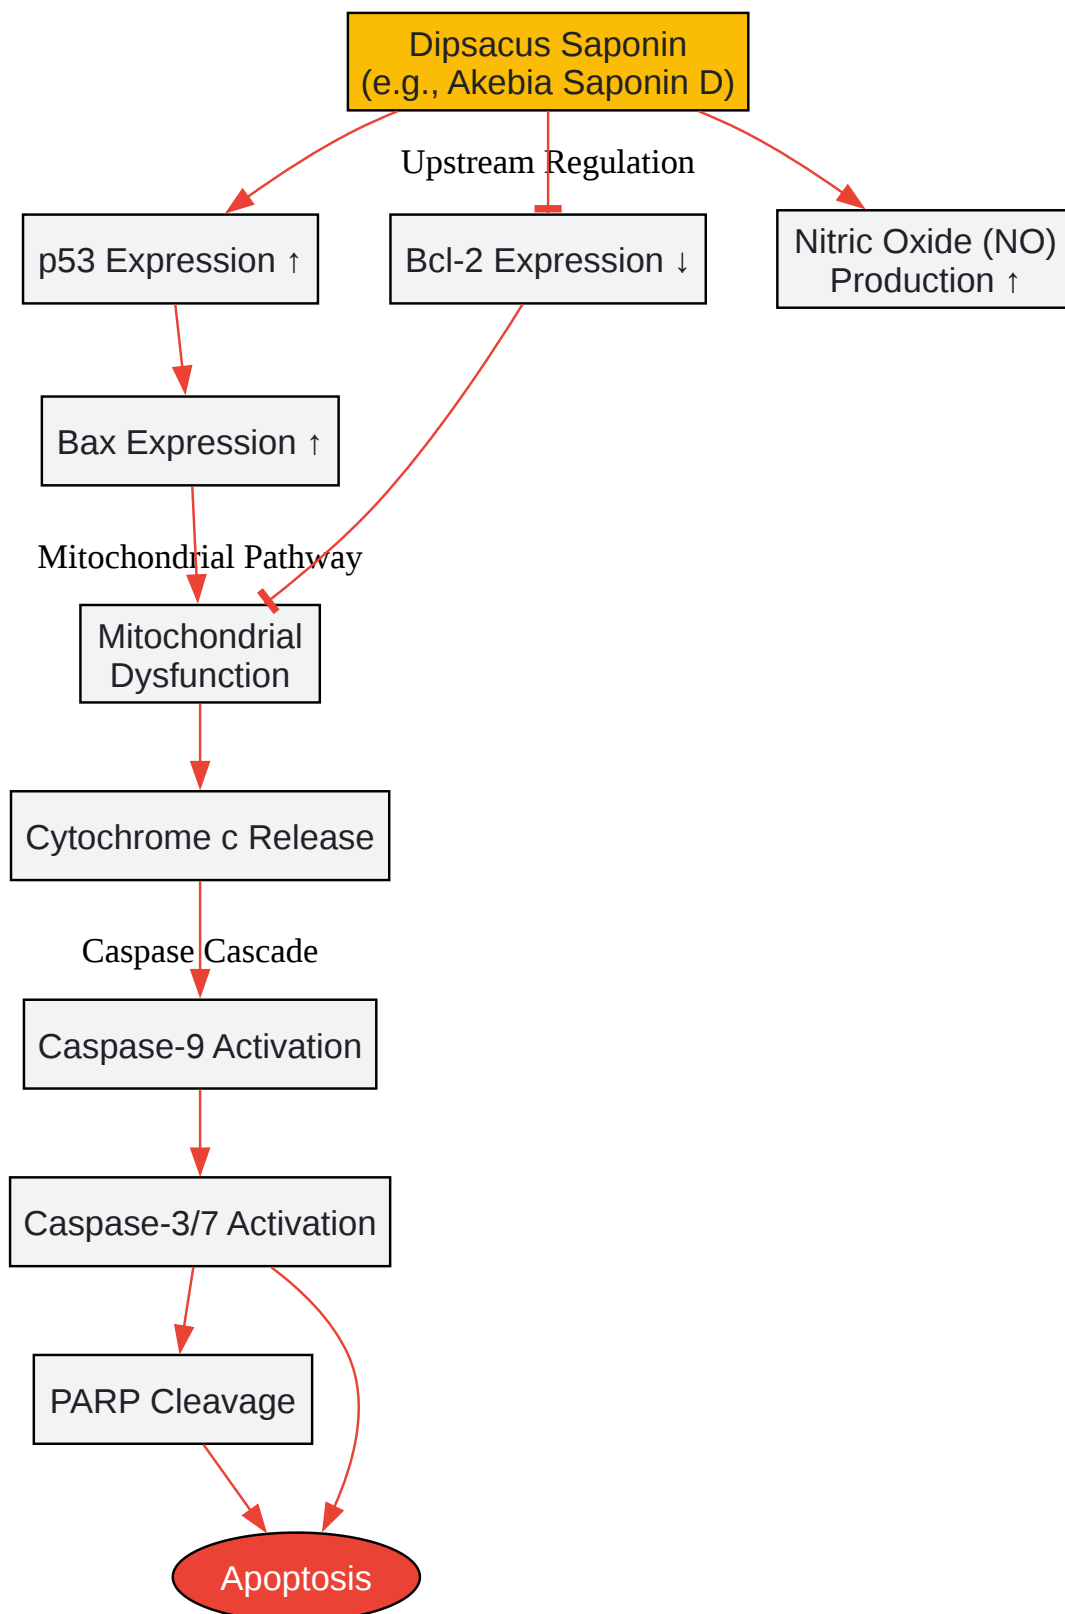 Dipsacus Saponin
(e.g., Akebia Saponin D)
Upstream Regulation
p53 Expression ↑
Bcl-2 Expression ↓
Nitric Oxide (NO)
Production ↑
Bax Expression ↑
Mitochondrial Pathway
Mitochondrial
Dysfunction
Cytochrome c Release
Caspase Cascade
Caspase-9 Activation
Caspase-3/7 Activation
PARP Cleavage
Apoptosis